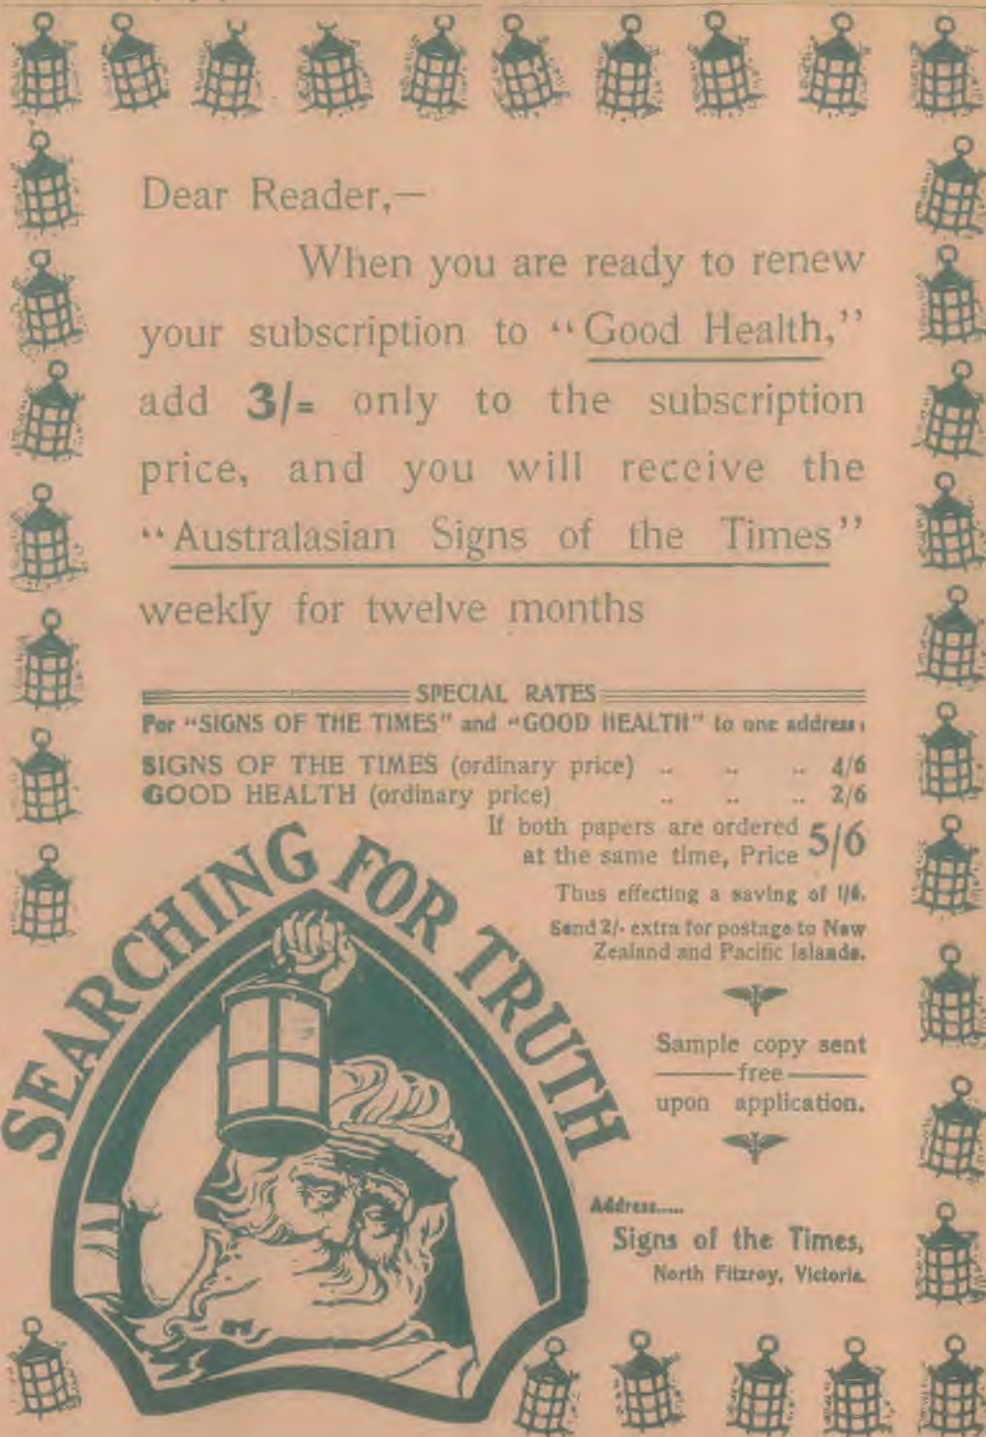 Dear Reader,—
When you are ready to renew
your subscription to "Good Health,"
add 3/= only to the subscription
price, and you will receive the
"Australasian Signs of the Times"
weekly for twelve months
SPECIAL RATES
For "SIGNS OF THE TIMES" and "GOOD HEALTH" to one address:
SIGNS OF THE TIMES (ordinary price) .. .. .. 4/6
GOOD HEALTH (ordinary price) .. .. .. 2/6
If both papers are ordered
at the same time, Price 5/6
Thus effecting a saving of 1/6.
Send 2/- extra for postage to New
Zealand and Pacific Islands.
SEARCHING FOR TRUTH
Sample copy sent
free
upon application.
Address.....
Signs of the Times,
North Fitzroy, Victoria.